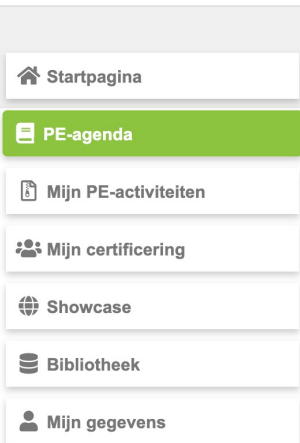 Startpagina
PE-agenda
Mijn PE-activiteiten
Mijn certificering
Showcase
Bibliotheek
Mijn gegevens